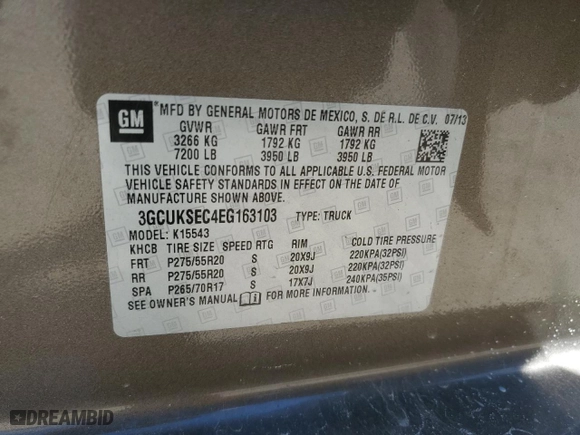 GM
*MFD BY GENERAL MOTORS DE MEXICO, S. DE R.L. DE C.V. 07/13
GVWR GAWR FRT GAWR RR
3266 KG 1792 KG 1792 KG
7200 LB 3950 LB 3950 LB
THIS VEHICLE CONFORMS TO ALL APPLICABLE U.S. FEDERAL MOTOR
VEHICLE SAFETY STANDARDS IN EFFECT ON THE DATE OF
MANUFACTURE SHOWN ABOVE.
3GCUKSEC4EG163103 TYPE: TRUCK
MODEL: K15543
KHCB TIRE SIZE SPEED RTG RIM COLD TIRE PRESSURE
FRT P275/55R20 S 20X9J 220KPA(32PSI)
RR P275/55R20 S 20X9J 220KPA(32PSI)
SPA P265/70R17 S 17X7J 240KPA(35PSI)
SEE OWNER'S MANUAL FOR MORE INFORMATION
DREAMBID